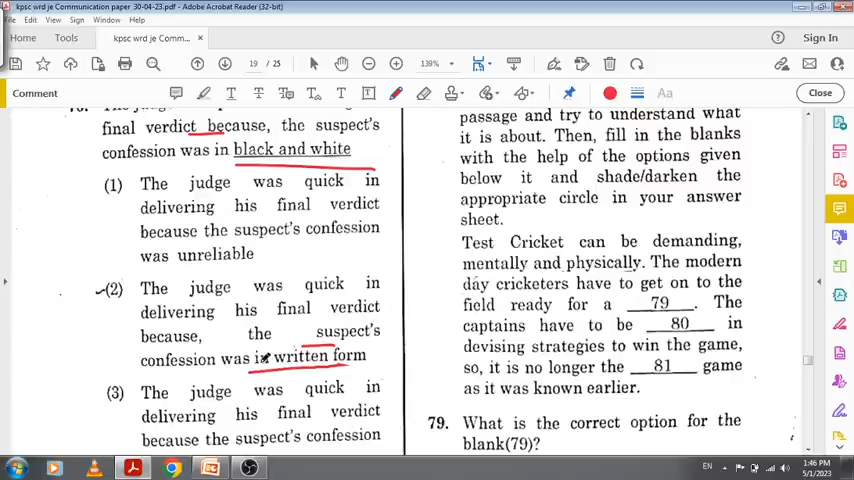 kpsc wrd je Communication paper 30-04-23.pdf - Adobe Acrobat Reader (32-bit)
File Edit View Sign Window Help
Home Tools kpsc wrd je Comm... × Sign In
19 / 25 139%
Comment Close
final verdict because, the suspect's
confession was in black and white
(1) The judge was quick in
delivering his final verdict
because the suspect's confession
was unreliable
(2) The judge was quick in
delivering his final verdict
because, the suspect's
confession was in written form
(3) The judge was quick in
delivering his final verdict
because the suspect's confession
passage and try to understand what
it is about. Then, fill in the blanks
with the help of the options given
below it and shade/darken the
appropriate circle in your answer
sheet.
Test Cricket can be demanding,
mentally and physically. The modern
day cricketers have to get on to the
field ready for a 79. The
captains have to be 80 in
devising strategies to win the game,
so, it is no longer the 81 game
as it was known earlier.
79. What is the correct option for the
blank(79)?
EN 1:46 PM
5/1/2023